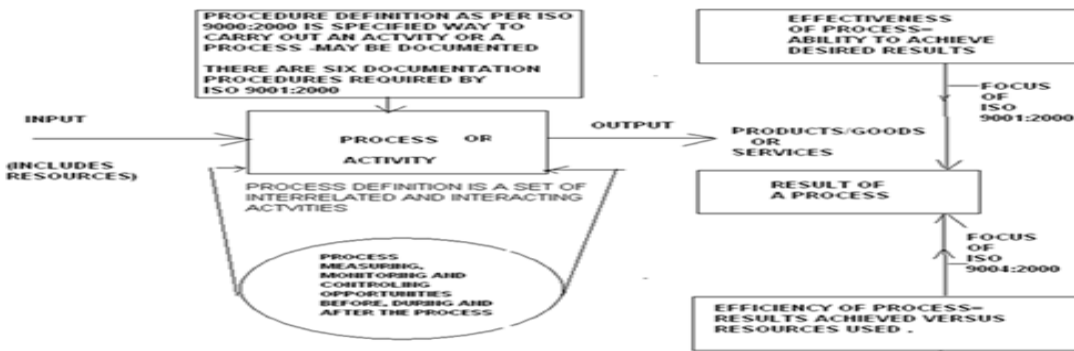 PROCEDURE DEFINITION AS PER ISO
9000:2000 IS SPECIFIED WAY TO
CARRY OUT AN ACTVITY OR A
PROCESS -MAY BE DOCUMENTED
THERE ARE SIX DOCUMENTATION
PROCEDURES REQUIRED BY
ISO 9001:2000
INPUT
(INCLUDES
RESOURCES)
PROCESS OR
ACTIVITY
OUTPUT
PRODUCTS/GOODS
OR
SERVICES
PROCESS DEFINITION IS A SET OF
INTERRELATED AND INTERACTING
ACTVITIES
PROCESS
MEASURING,
MONITORING AND
CONTROLING
OPPORTUNITIES
BEFORE, DURING AND
AFTER THE PROCESS
EFFECTIVENESS
OF PROCESS=
ABILITY TO ACHIEVE
DESIRED RESULTS
FOCUS
OF
ISO
9001:2000
RESULT OF
A PROCESS
FOCUS
OF
ISO
9004:2000
EFFICIENCY OF PROCESS=
RESULTS ACHIEVED VERSUS
RESOURCES USED .